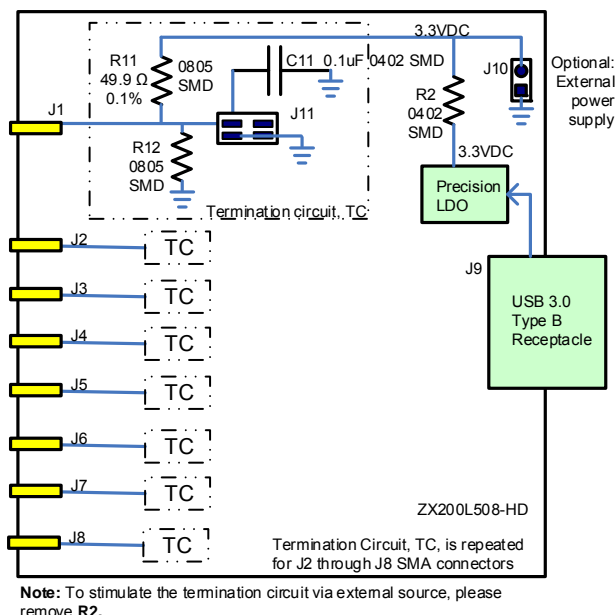 3.3VDC
R11
49.9 Ω
0.1%
0805
SMD
C11 0.1uF 0402 SMD
J10
Optional:
External
power
supply
J1
J11
R2
0402
SMD
R12
0805
SMD
3.3VDC
Precision
LDO
Termination circuit, TC
J2
TC
J9
J3
TC
USB 3.0
Type B
Receptacle
J4
TC
J5
TC
J6
TC
J7
TC
ZX200L508-HD
J8
TC
Termination Circuit, TC, is repeated
for J2 through J8 SMA connectors
Note: To stimulate the termination circuit via external source, please
remove R2.